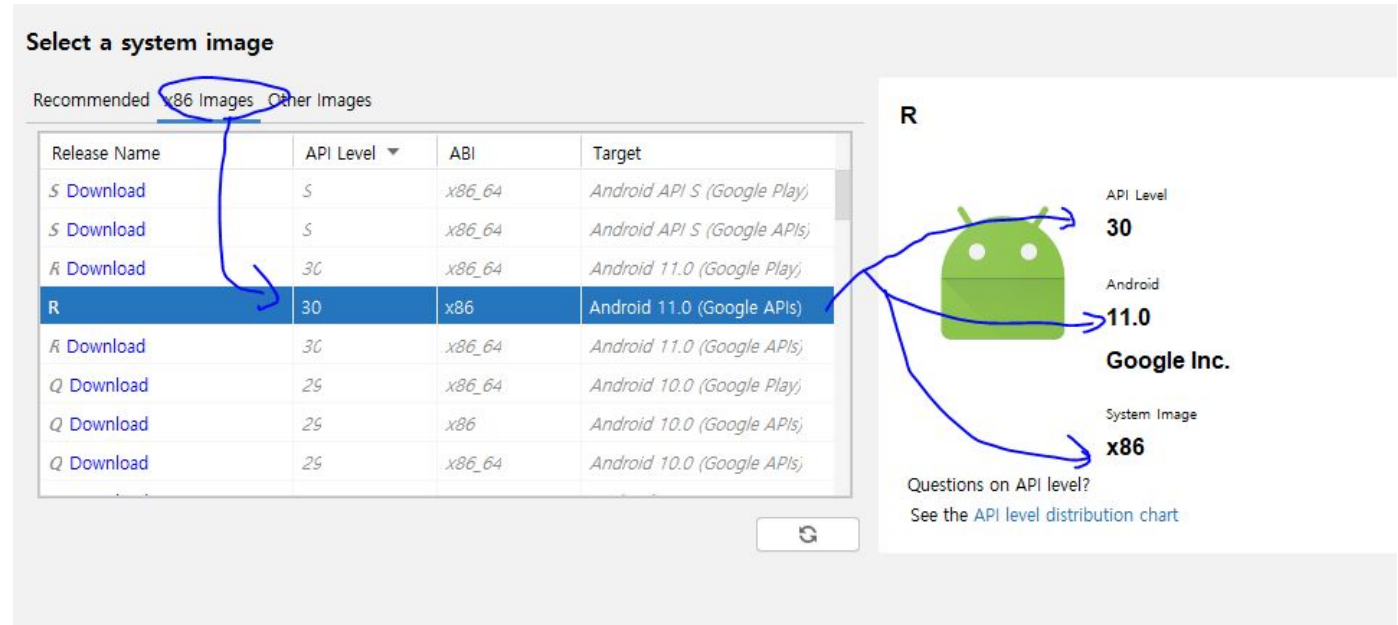 Select a system image
Recommended x86 Images Other Images
Release Name API Level ABI Target
S Download S x86_64 Android API S (Google Play)
S Download S x86_64 Android API S (Google APIs)
R Download 30 x86_64 Android 11.0 (Google Play)
R 30 x86 Android 11.0 (Google APIs)
R Download 30 x86_64 Android 11.0 (Google APIs)
Q Download 29 x86_64 Android 10.0 (Google Play)
Q Download 29 x86 Android 10.0 (Google APIs)
Q Download 29 x86_64 Android 10.0 (Google APIs)
R
API Level
30
Android
11.0
Google Inc.
System Image
x86
Questions on API level?
See the API level distribution chart